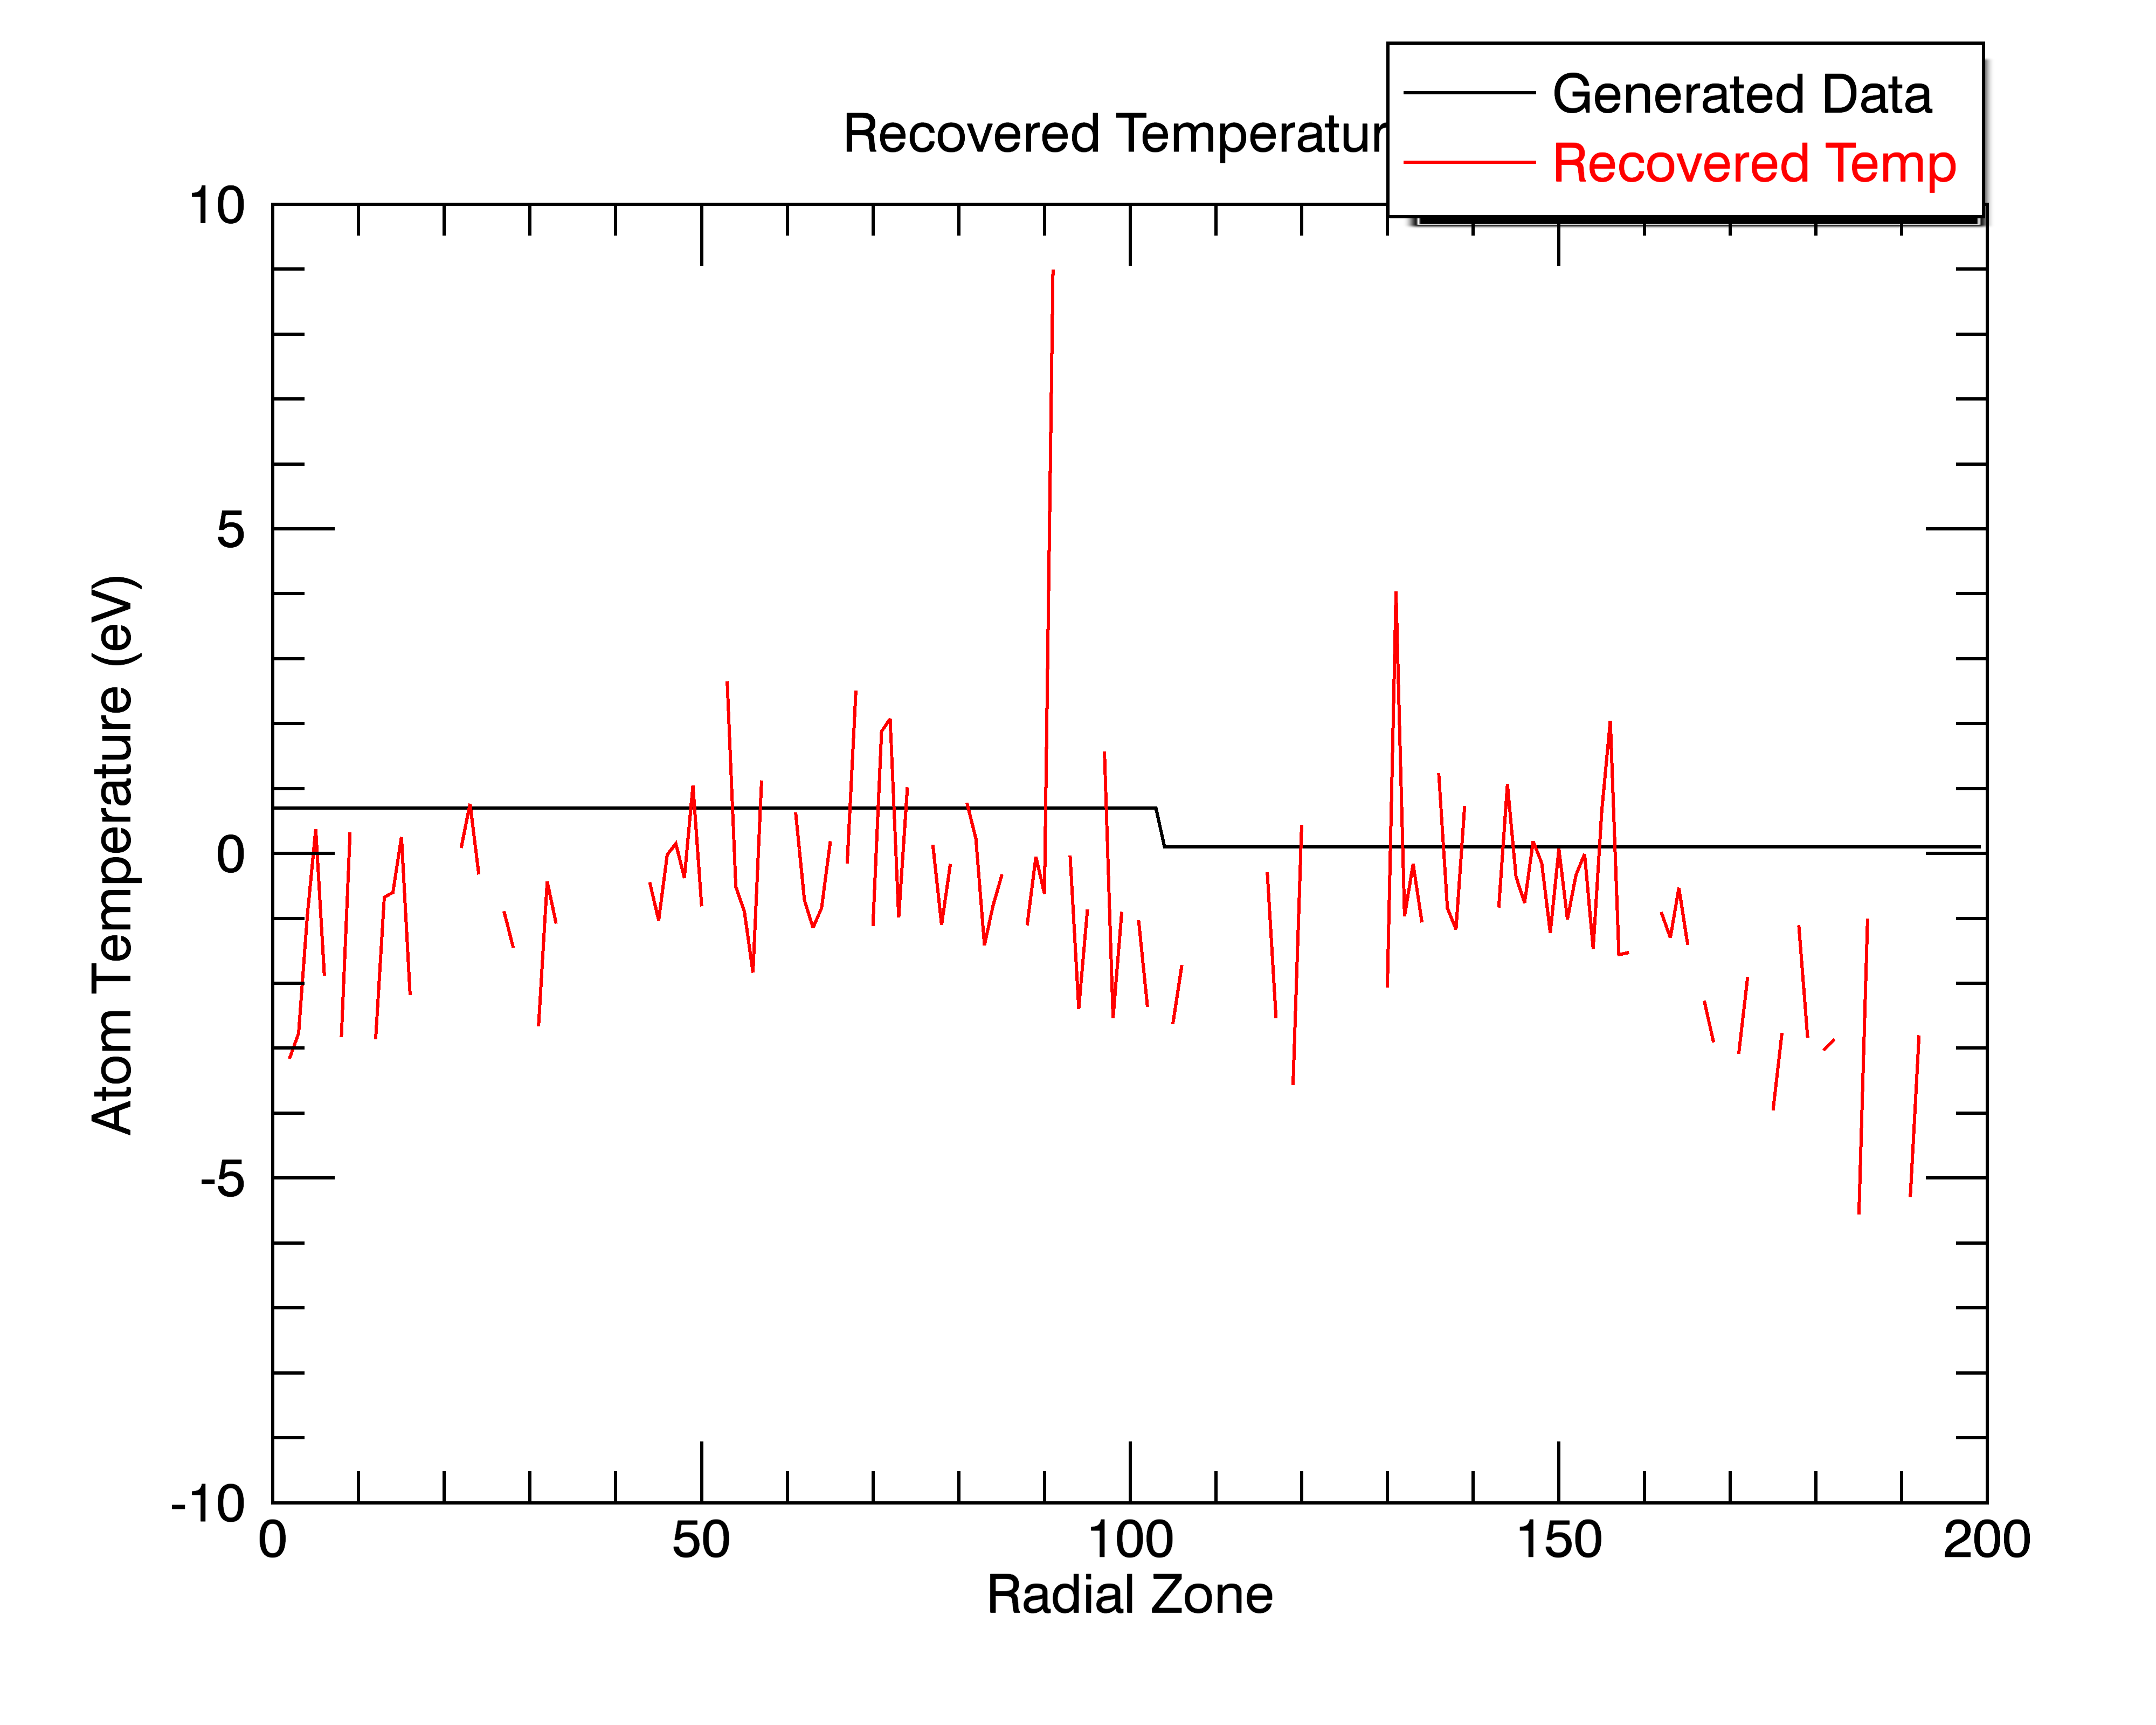 Generated Data
Recovered Temperatur
Recovered Temp
10
5
0
-5
-10
Atom Temperature (eV)
0 50 100 150 200
Radial Zone